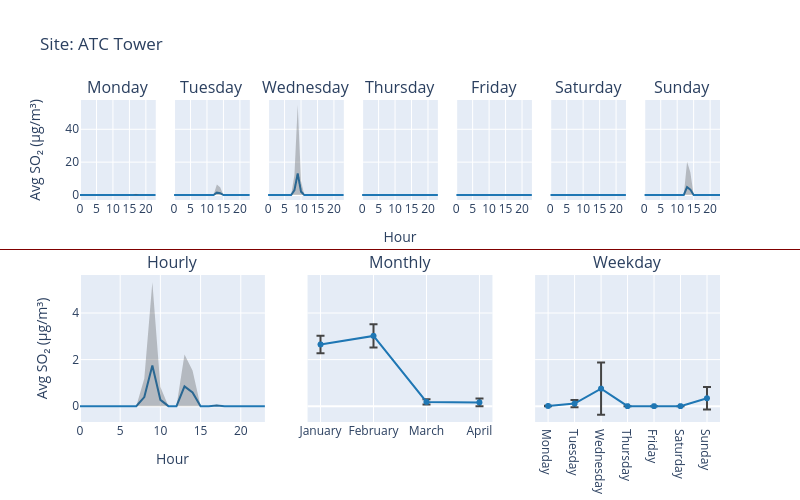 Site: ATC Tower
Monday Tuesday Wednesday Thursday Friday Saturday Sunday
Avg SO₂ (µg/m³)
40
20
0
0 5 10 15 20 0 5 10 15 20 0 5 10 15 20 0 5 10 15 20 0 5 10 15 20 0 5 10 15 20 0 5 10 15 20
Hour
Hourly Monthly Weekday
Avg SO₂ (µg/m³)
4
2
0
0 5 10 15 20
Hour
January February March April
Monday Tuesday Wednesday Thursday Friday Saturday Sunday